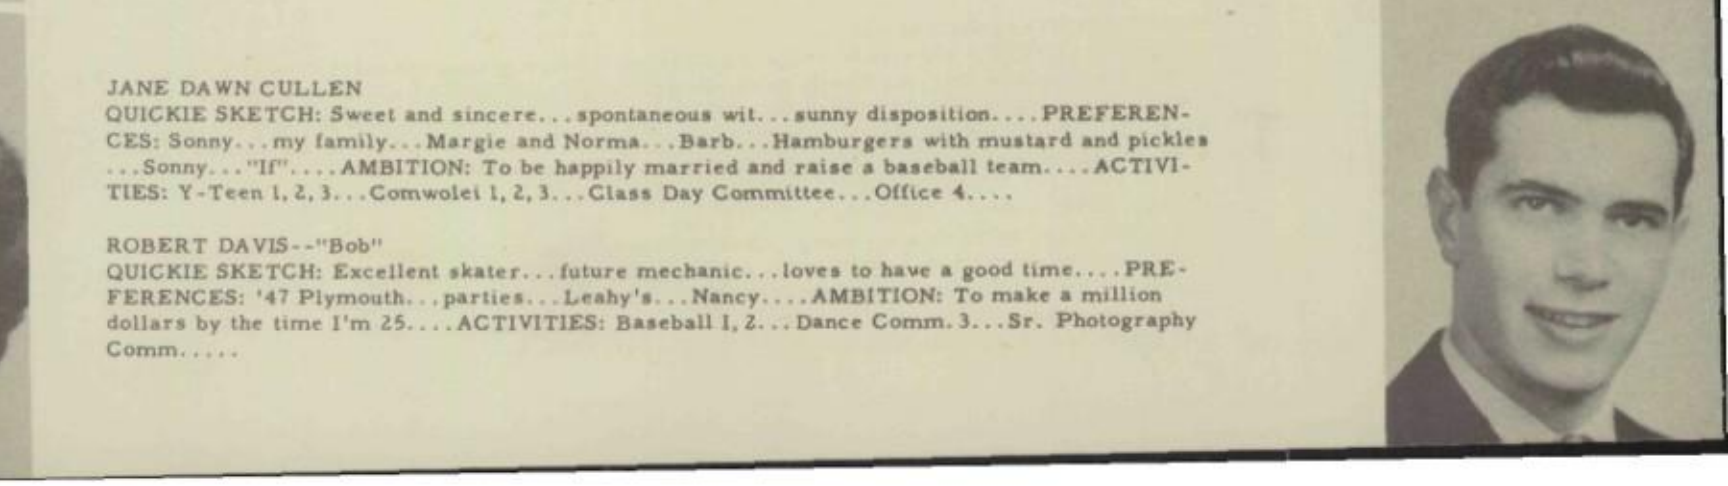 JANE DAWN CULLEN
QUICKIE SKETCH: Sweet and sincere...spontaneous wit...sunny disposition....PREFEREN-
CES: Sonny...my family...Margie and Norma...Barb...Hamburgers with mustard and pickles
...Sonny..."If"....AMBITION: To be happily married and raise a baseball team....ACTIVI-
TIES: Y-Teen 1, 2, 3...Comwolei 1, 2, 3...Class Day Committee...Office 4....
ROBERT DAVIS--"Bob"
QUICKIE SKETCH: Excellent skater...future mechanic...loves to have a good time....PRE-
FERENCES: '47 Plymouth...parties...Leahy's...Nancy....AMBITION: To make a million
dollars by the time I'm 25....ACTIVITIES: Baseball 1, 2...Dance Comm. 3...Sr. Photography
Comm.....